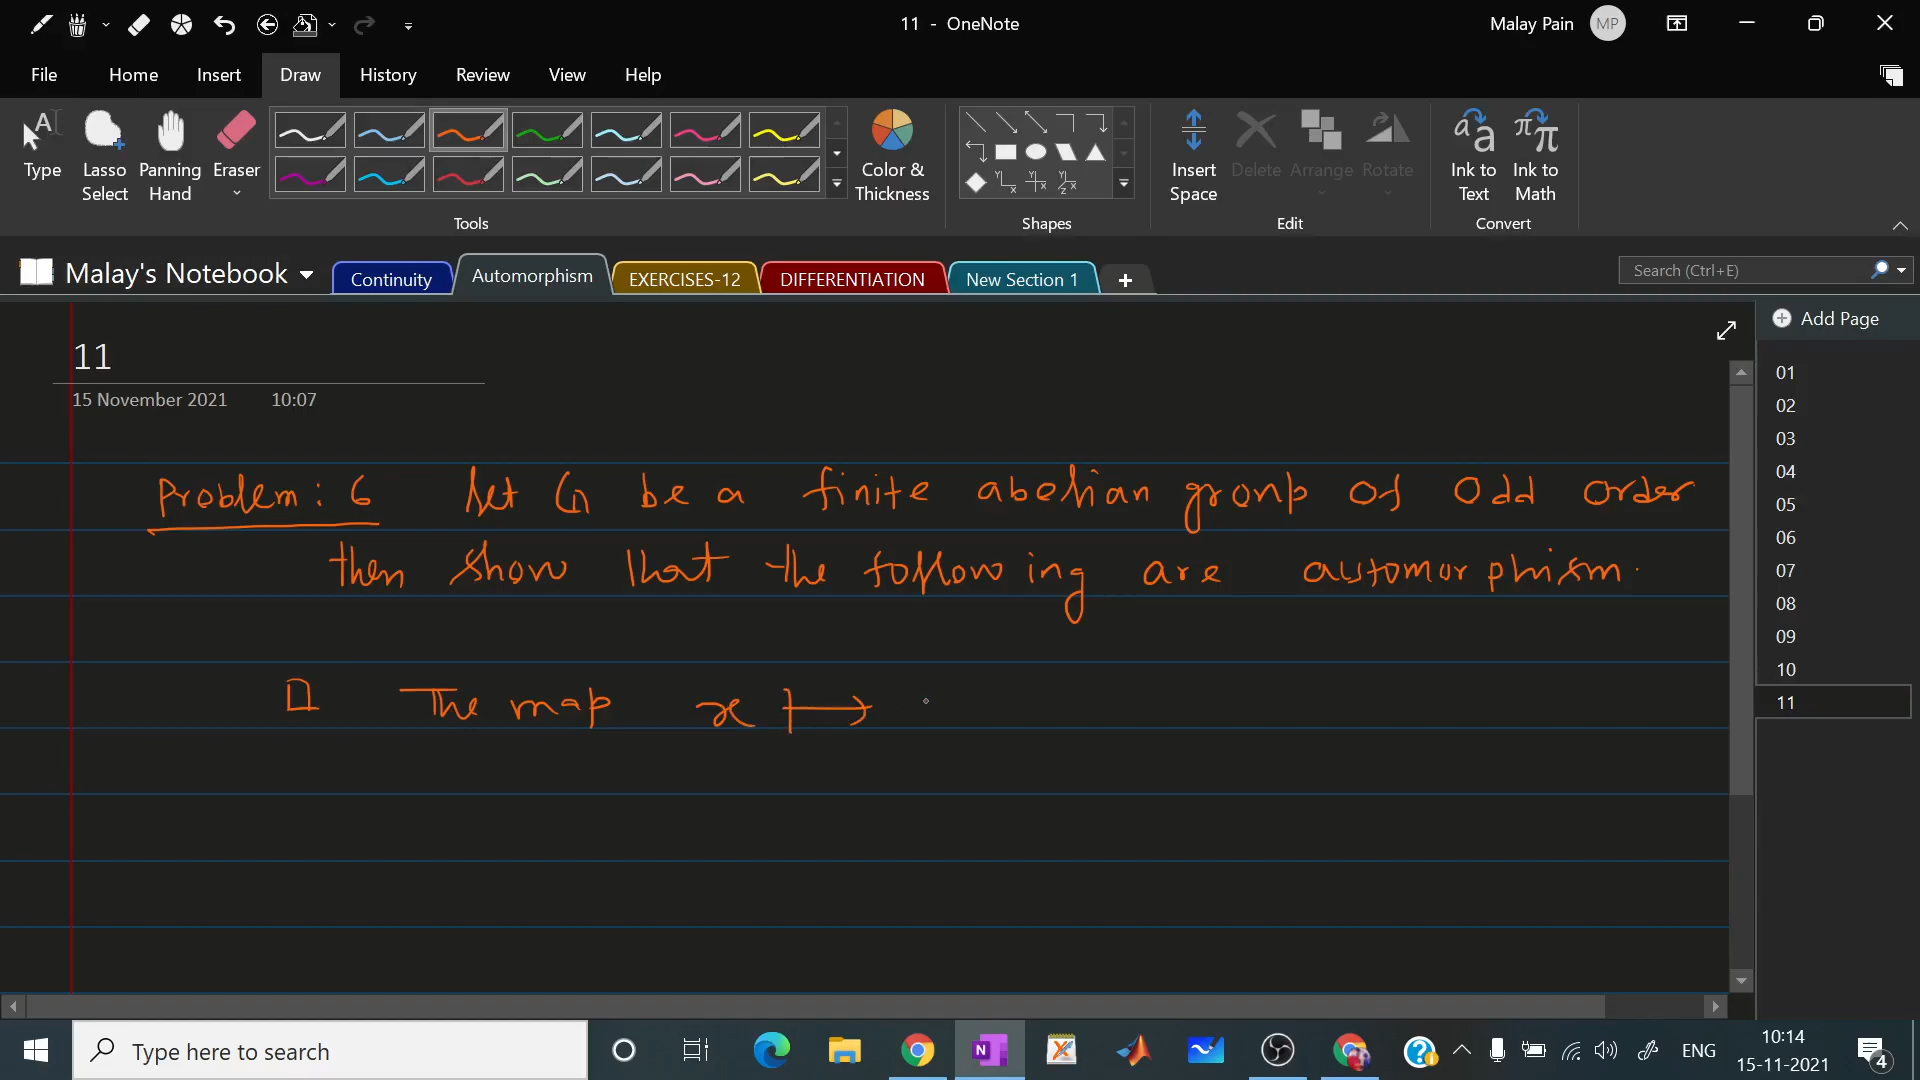 11 - OneNote
Malay Pain MP
File Home Insert Draw History Review View Help
Type
Lasso Select
Panning Hand
Eraser
Color & Thickness
Insert Space
Delete Arrange Rotate
Ink to Text
Ink to Math
Tools Shapes Edit Convert
Malay's Notebook Continuity Automorphism EXERCISES-12 DIFFERENTIATION New Section 1 + Search (Ctrl+E)
Add Page
11
15 November 2021 10:07
01
02
03
04
05
06
07
08
09
10
11
Problem: 6 Let G be a finite abelian group of odd order
then show that the following are automorphism.
The map x ↦
Type here to search
ENG
10:14
15-11-2021
4